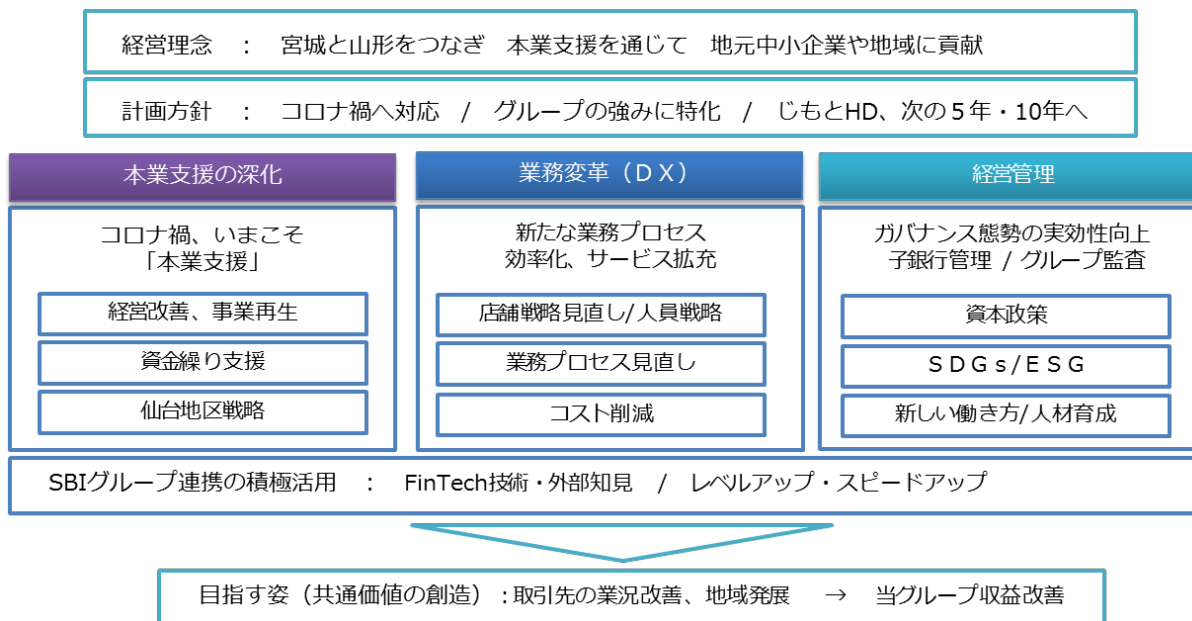 経営理念 : 宮城と山形をつなぎ 本業支援を通じて 地元中小企業や地域に貢献
計画方針 : コロナ禍へ対応 / グループの強みに特化 / じもとHD、次の5年・10年へ
本業支援の深化
コロナ禍、いまこそ
「本業支援」
経営改善、事業再生
資金繰り支援
仙台地区戦略
業務変革(DX)
新たな業務プロセス
効率化、サービス拡充
店舗戦略見直し/人員戦略
業務プロセス見直し
コスト削減
経営管理
ガバナンス態勢の実効性向上
子銀行管理 / グループ監査
資本政策
SDGs/ESG
新しい働き方/人材育成
SBIグループ連携の積極活用 : FinTech技術・外部知見 / レベルアップ・スピードアップ
目指す姿(共通価値の創造):取引先の業況改善、地域発展 → 当グループ収益改善